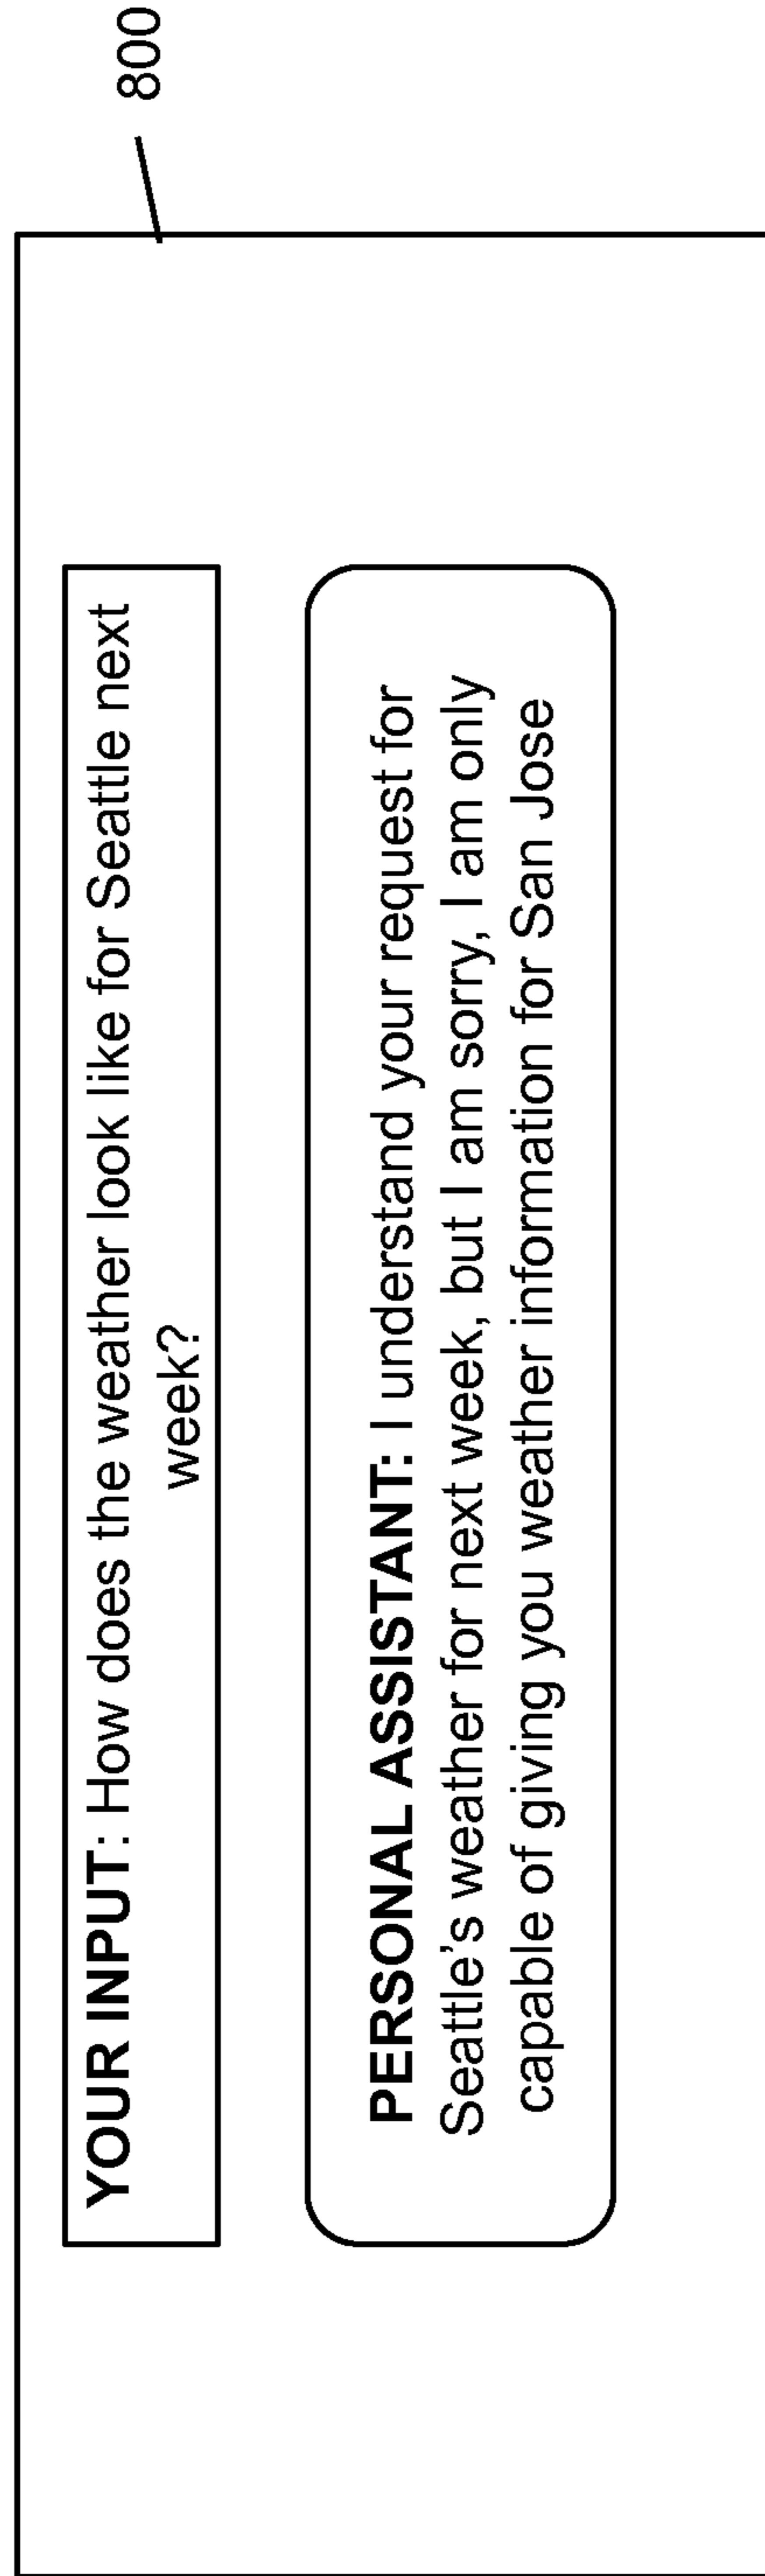 800
YOUR INPUT: How does the weather look like for Seattle next
week?
PERSONAL ASSISTANT: I understand your request for
Seattle’s weather for next week, but I am sorry, I am only
capable of giving you weather information for San Jose